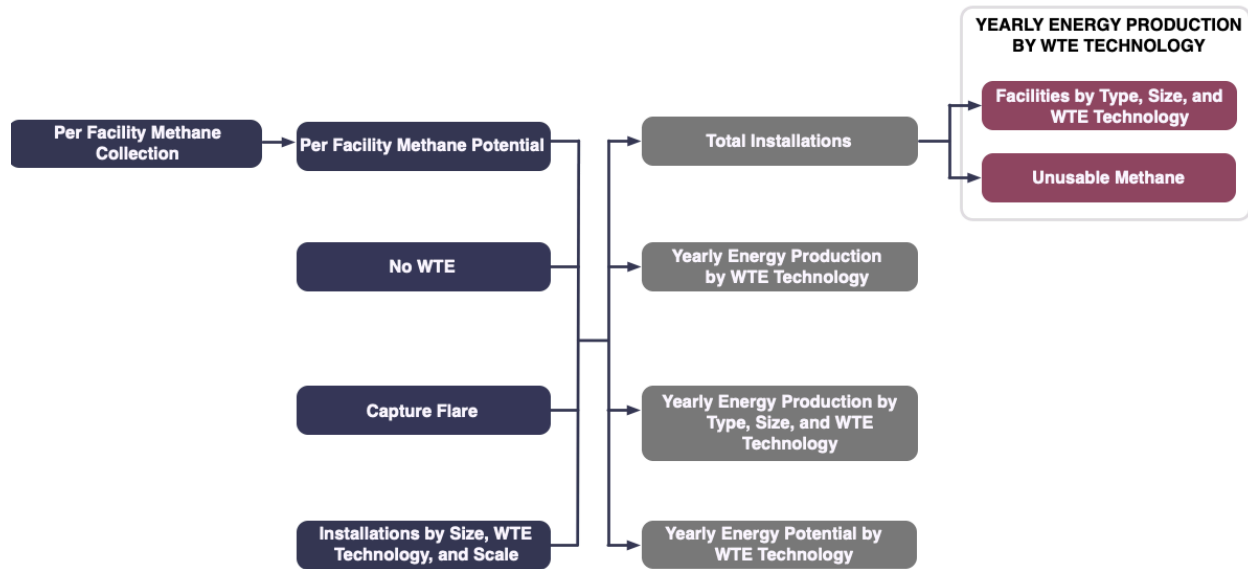 YEARLY ENERGY PRODUCTION
BY WTE TECHNOLOGY
Facilities by Type, Size, and
WTE Technology
Unusable Methane
Per Facility Methane
Collection
Per Facility Methane Potential
Total Installations
No WTE
Yearly Energy Production
by WTE Technology
Capture Flare
Yearly Energy Production by
Type, Size, and WTE
Technology
Installations by Size, WTE
Technology, and Scale
Yearly Energy Potential by
WTE Technology